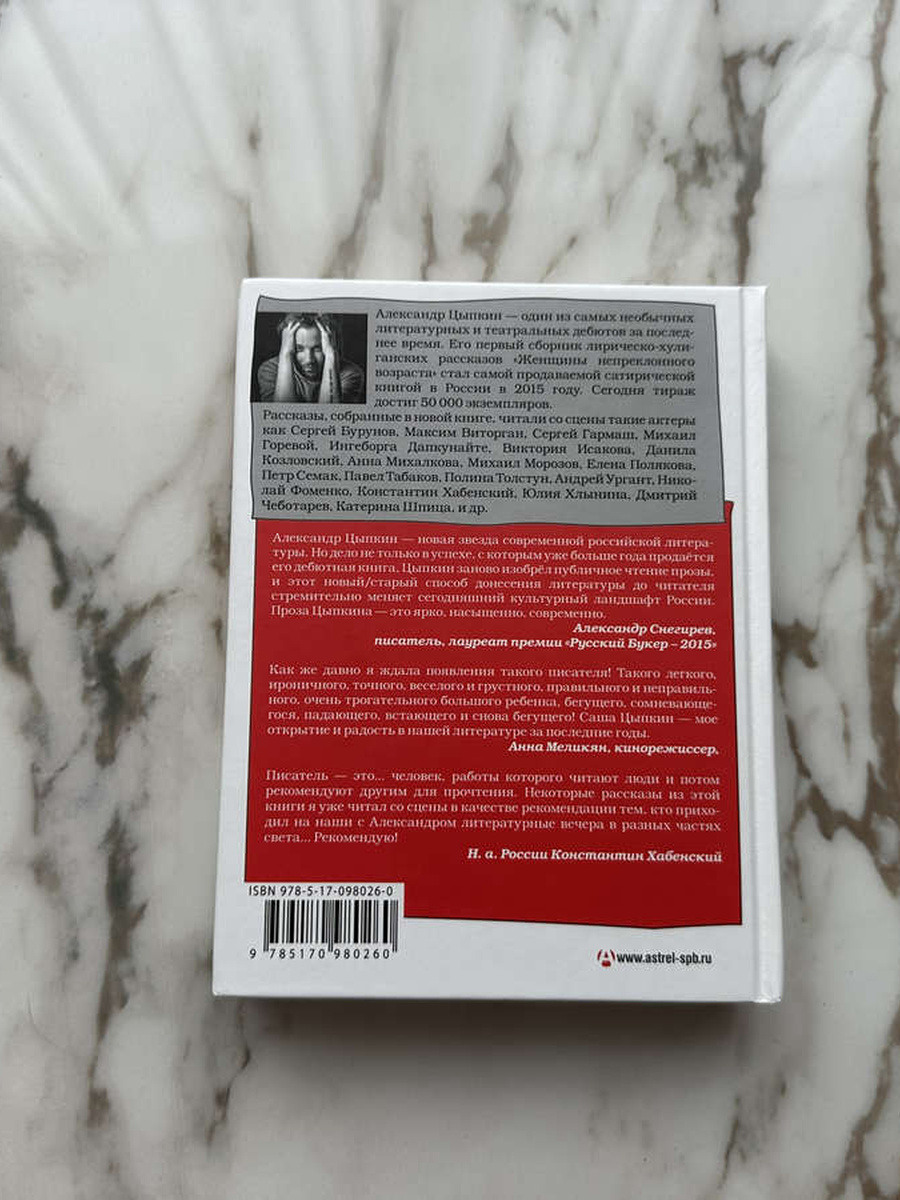 Александр Цыпкин — один из самых необычных
литературных и театральных дебютов за послед-
нее время. Его первый сборник лирическо-хули-
ганских рассказов «Женщины непреклонного
возраста» стал самой продаваемой сатирической
книгой в России в 2015 году. Сегодня тираж
достиг 50 000 экземпляров.
Рассказы, собранные в новой книге, читали со сцены такие актеры
как Сергей Бурунов, Максим Виторган, Сергей Гармаш, Михаил
Горевой, Ингеборга Дапкунайте, Виктория Исакова, Данила
Козловский, Анна Михалкова, Михаил Морозов, Елена Полякова,
Петр Семак, Павел Табаков, Полина Толстун, Андрей Ургант, Нико-
лай Фоменко, Константин Хабенский, Юлия Хлынина, Дмитрий
Чеботарев, Катерина Шпица, и др.
Александр Цыпкин — новая звезда современной российской литера-
туры. Но дело не только в успехе, с которым уже больше года продаётся
его дебютная книга. Цыпкин заново изобрёл публичное чтение прозы,
и этот новый/старый способ донесения литературы до читателя
стремительно меняет сегодняшний культурный ландшафт России.
Проза Цыпкина — это ярко, насыщенно, современно.
Александр Снегирев,
писатель, лауреат премии «Русский Букер – 2015»
Как же давно я ждала появления такого писателя! Такого легкого,
ироничного, точного, веселого и грустного, правильного и неправиль-
ного, очень трогательного большого ребенка, бегущего, сомневающе-
гося, падающего, встающего и снова бегущего! Саша Цыпкин — мое
открытие и радость в нашей литературе за последние годы.
Анна Меликян, кинорежиссер.
Писатель — это... человек, работы которого читают люди и потом
рекомендуют другим для прочтения. Некоторые рассказы из этой
книги я уже читал со сцены в качестве рекомендации тем, кто прихо-
дил на наши с Александром литературные вечера в разных частях
света... Рекомендую!
Н. а. России Константин Хабенский
ISBN 978-5-17-098026-0
9 785170 980260
www.astrel-spb.ru